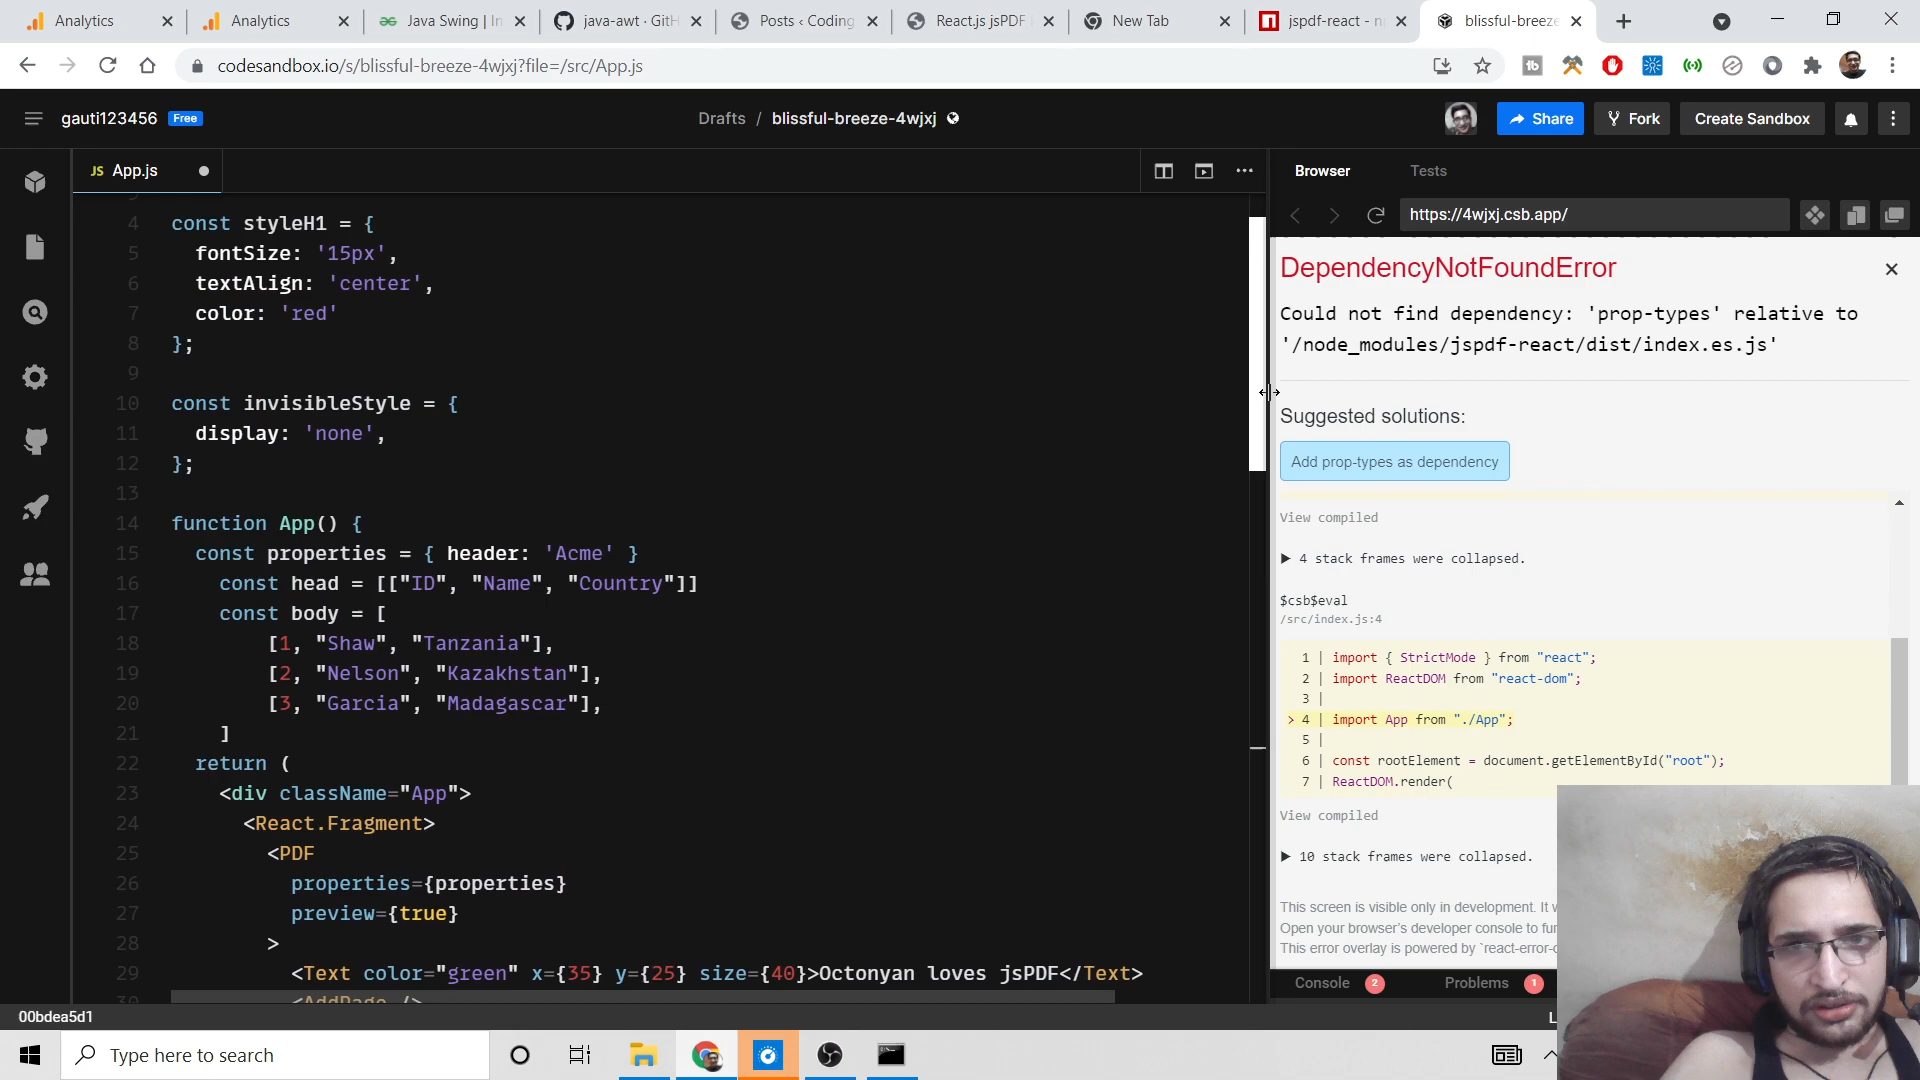 Analytics
Analytics
Java Swing | In
java-awt · GitH
Posts ‹ Coding
React.js jsPDF
New Tab
jspdf-react - n
blissful-breeze
codesandbox.io/s/blissful-breeze-4wjxj?file=/src/App.js
gauti123456 Free
Drafts / blissful-breeze-4wjxj
Share
Fork
Create Sandbox
JS App.js
Browser
Tests
https://4wjxj.csb.app/
4 const styleH1 = {
5 fontSize: '15px',
6 textAlign: 'center',
7 color: 'red'
8 };
9
10 const invisibleStyle = {
11 display: 'none',
12 };
13
14 function App() {
15 const properties = { header: 'Acme' }
16 const head = [["ID", "Name", "Country"]]
17 const body = [
18 [1, "Shaw", "Tanzania"],
19 [2, "Nelson", "Kazakhstan"],
20 [3, "Garcia", "Madagascar"],
21 ]
22 return (
23 <div className="App">
24 <React.Fragment>
25 <PDF
26 properties={properties}
27 preview={true}
28 >
29 <Text color="green" x={35} y={25} size={40}>Octonyan loves jsPDF</Text>
30 <AddPage />
DependencyNotFoundError
Could not find dependency: 'prop-types' relative to
'/node_modules/jspdf-react/dist/index.es.js'
Suggested solutions:
Add prop-types as dependency
View compiled
▶ 4 stack frames were collapsed.
$csb$eval
/src/index.js:4
1 | import { StrictMode } from "react";
2 | import ReactDOM from "react-dom";
3 |
> 4 | import App from "./App";
5 |
6 | const rootElement = document.getElementById("root");
7 | ReactDOM.render(
View compiled
▶ 10 stack frames were collapsed.
This screen is visible only in development. It
Open your browser's developer console to
This error overlay is powered by `react-error-
Console 2
Problems 1
00bdea5d1
Type here to search